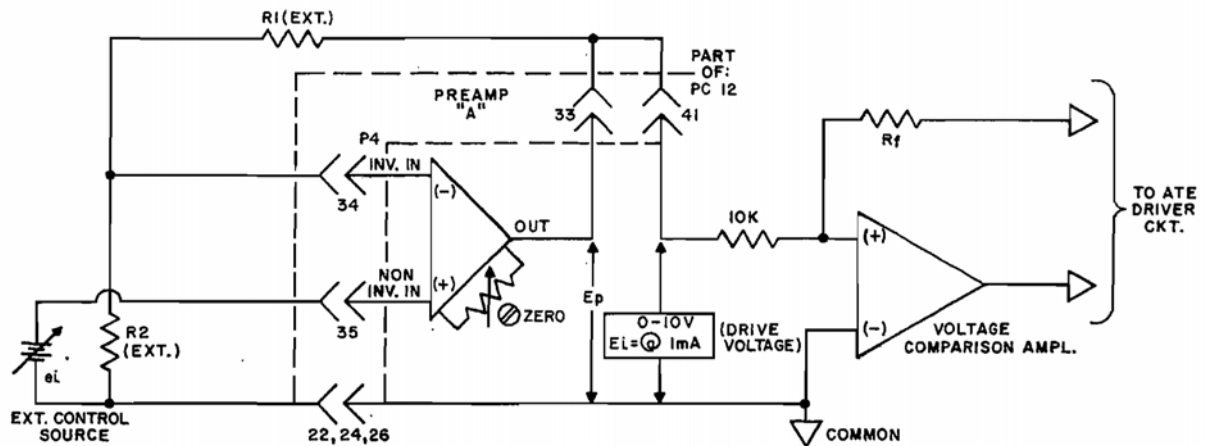 R1 (EXT.)
PART
OF:
PC 12
PREAMP
"A"
33
41
P4
INV. IN
(-)
34
Rf
TO ATE
DRIVER
CKT.
OUT
10K
(+)
NON
INV. IN
(+)
35
ZERO
Ep
0-10V
Ei=@ 1mA
(DRIVE
VOLTAGE)
(-)
VOLTAGE
COMPARISON AMPL.
R2
(EXT.)
ei
EXT. CONTROL
SOURCE
22, 24, 26
COMMON